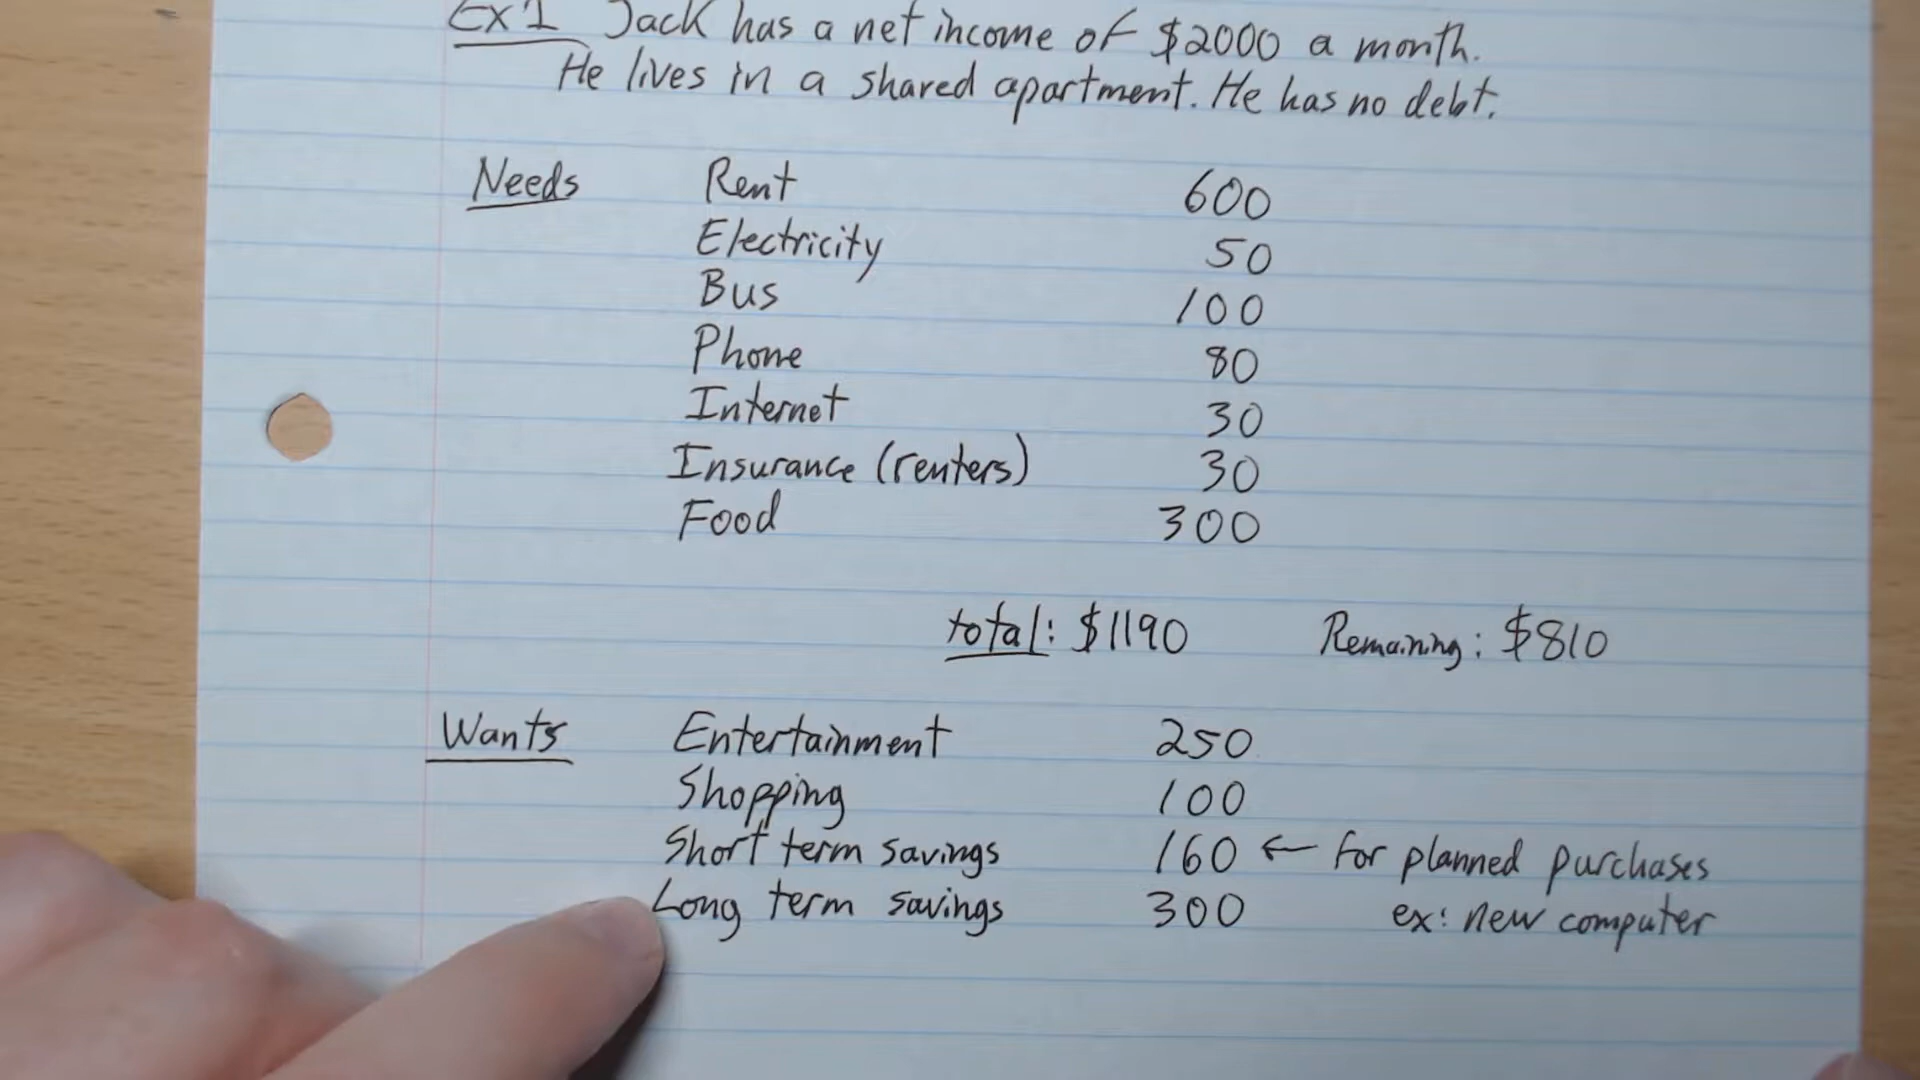 Ex 1 Jack has a net income of $2000 a month.
He lives in a shared apartment. He has no debt.
Needs Rent 600
Electricity 50
Bus 100
Phone 80
Internet 30
Insurance (renters) 30
Food 300
total: $1190 Remaining: $810
Wants Entertainment 250
Shopping 100
Short term savings 160 ← for planned purchases
Long term savings 300 ex: new computer